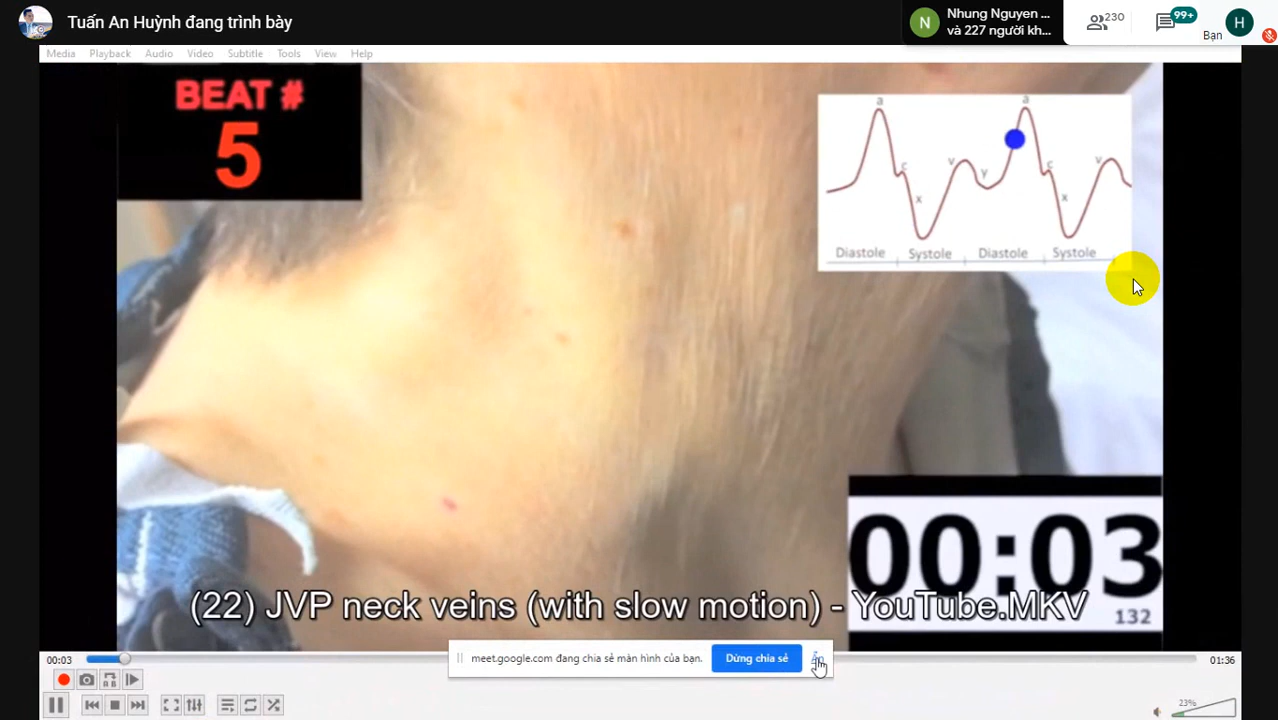 Tuấn An Huỳnh đang trình bày
N
Nhung Nguyen ...
và 227 người kh...
230
99+
Bạn
H
Media Playback Audio Video Subtitle Tools View Help
BEAT #
5
a
c
x
v
y
a
c
x
v
Diastole Systole Diastole Systole
00:03
132
(22) JVP neck veins (with slow motion) - YouTube.MKV
00:03
meet.google.com đang chia sẻ màn hình của bạn.
Dừng chia sẻ
Ẩn
01:36
23%